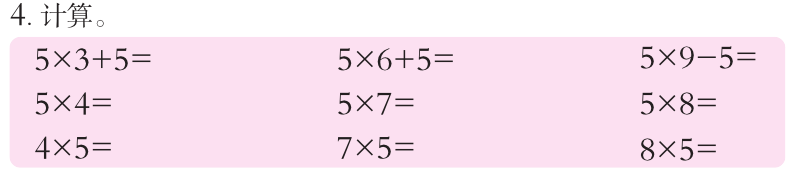 4. 计算。
5×3+5= 5×6+5= 5×9−5=
5×4= 5×7= 5×8=
4×5= 7×5= 8×5=